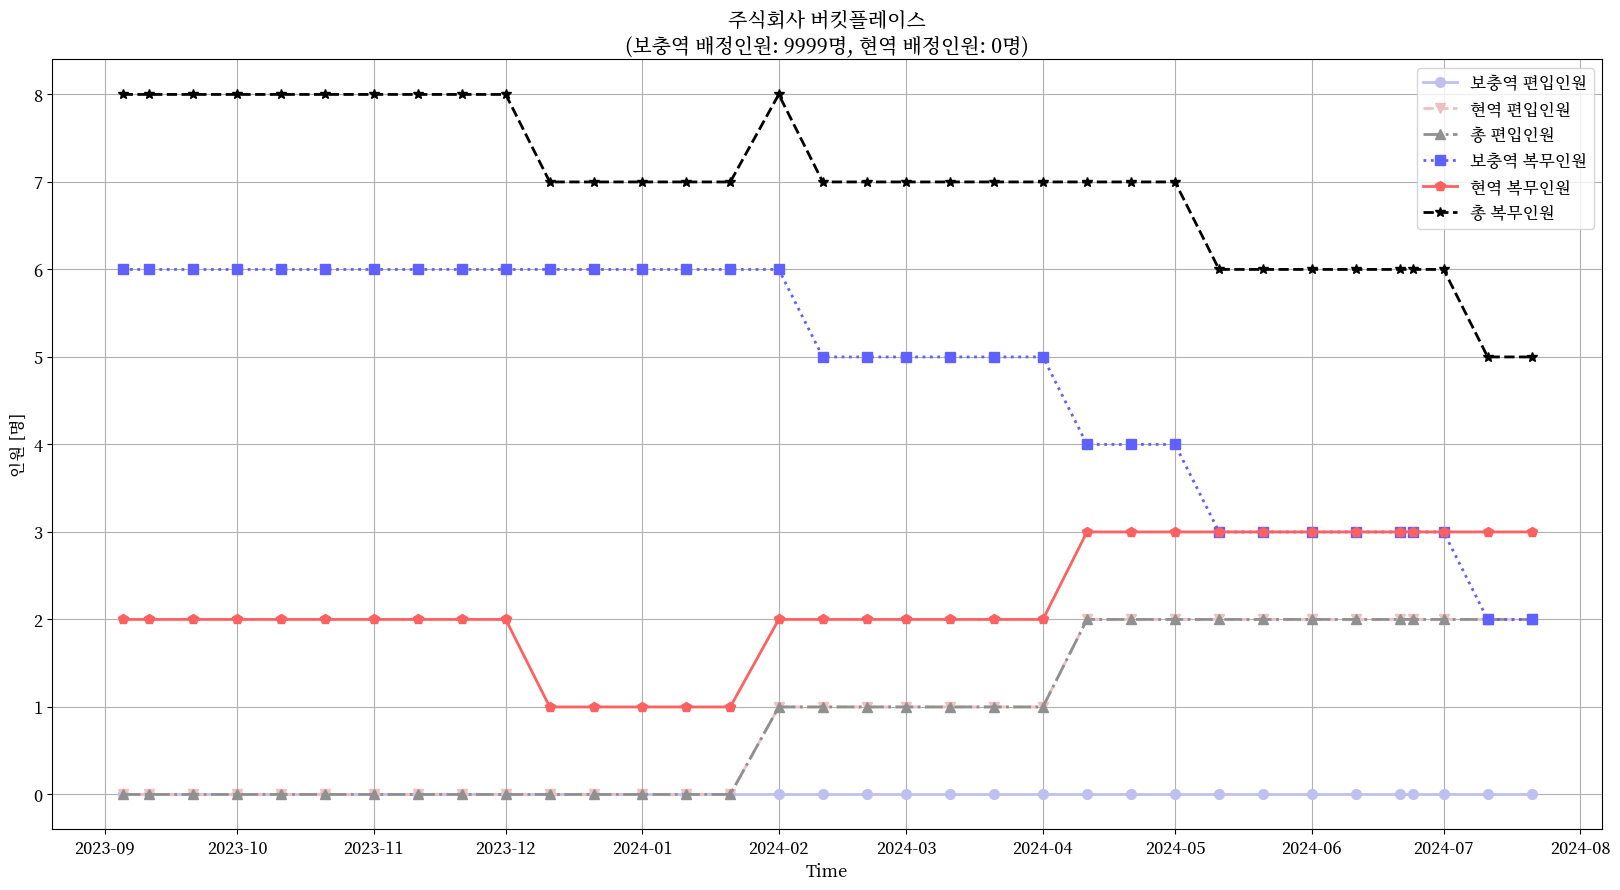 주식회사 버킷플레이스
(보충역 배정인원: 9999명, 현역 배정인원: 0명)
보충역 편입인원
현역 편입인원
총 편입인원
보충역 복무인원
현역 복무인원
총 복무인원
인원 [명]
8
7
6
5
4
3
2
1
0
2023-09 2023-10 2023-11 2023-12 2024-01 2024-02 2024-03 2024-04 2024-05 2024-06 2024-07 2024-08
Time